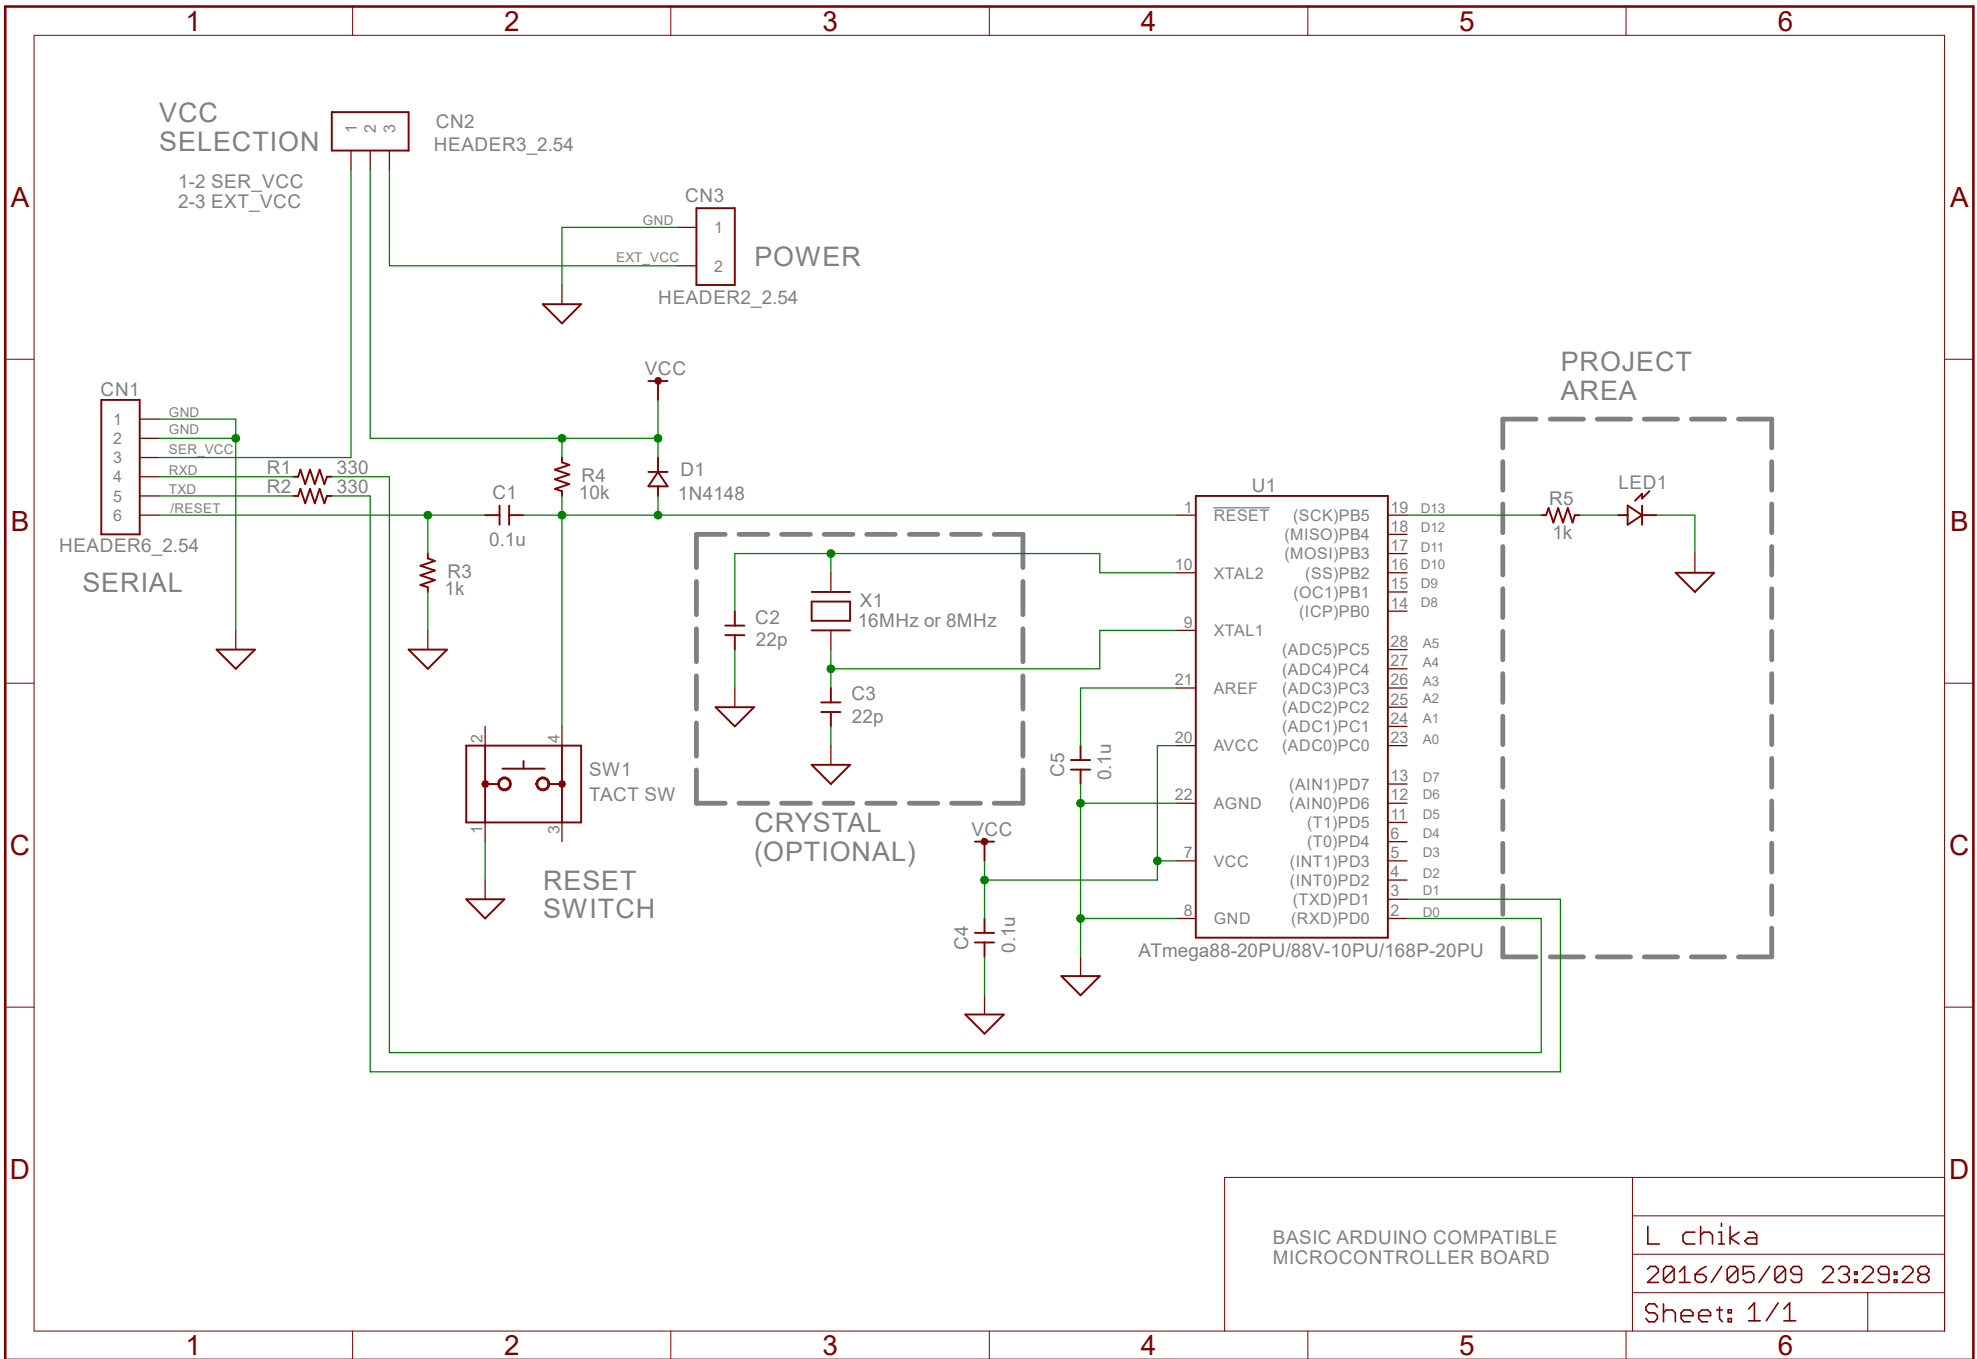 1 2 3 4 5 6
A A
B B
C C
D D
VCC
SELECTION
1-2 SER_VCC
2-3 EXT_VCC
1 2 3
CN2
HEADER3_2.54
CN3
GND
1
EXT_VCC
2
HEADER2_2.54
POWER
CN1
1 GND
2 GND
3 SER_VCC
4 RXD
5 TXD
6 /RESET
HEADER6_2.54
SERIAL
R1 330
R2 330
R3
1k
C1
0.1u
VCC
R4
10k
D1
1N4148
2 4
1 3
SW1
TACT SW
RESET
SWITCH
C2
22p
X1
16MHz or 8MHz
C3
22p
CRYSTAL
(OPTIONAL)
VCC
C4
0.1u
C5
0.1u
U1
1 RESET
10 XTAL2
9 XTAL1
21 AREF
20 AVCC
22 AGND
7 VCC
8 GND
(SCK)PB5 19 D13
(MISO)PB4 18 D12
(MOSI)PB3 17 D11
(SS)PB2 16 D10
(OC1)PB1 15 D9
(ICP)PB0 14 D8
(ADC5)PC5 28 A5
(ADC4)PC4 27 A4
(ADC3)PC3 26 A3
(ADC2)PC2 25 A2
(ADC1)PC1 24 A1
(ADC0)PC0 23 A0
(AIN1)PD7 13 D7
(AIN0)PD6 12 D6
(T1)PD5 11 D5
(T0)PD4 6 D4
(INT1)PD3 5 D3
(INT0)PD2 4 D2
(TXD)PD1 3 D1
(RXD)PD0 2 D0
ATmega88-20PU/88V-10PU/168P-20PU
PROJECT
AREA
R5
1k
LED1
BASIC ARDUINO COMPATIBLE
MICROCONTROLLER BOARD
L chika
2016/05/09 23:29:28
Sheet: 1/1
1 2 3 4 5 6